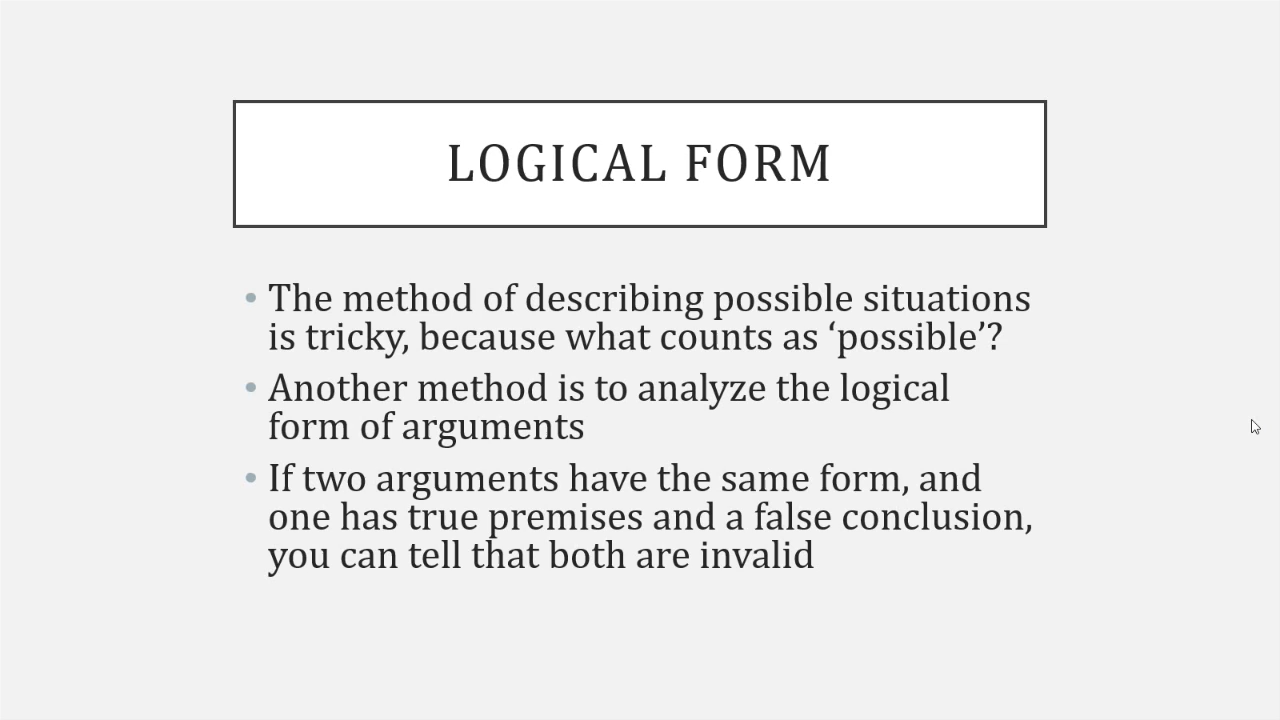 LOGICAL FORM
• The method of describing possible situations
is tricky, because what counts as ‘possible’?
• Another method is to analyze the logical
form of arguments
• If two arguments have the same form, and
one has true premises and a false conclusion,
you can tell that both are invalid